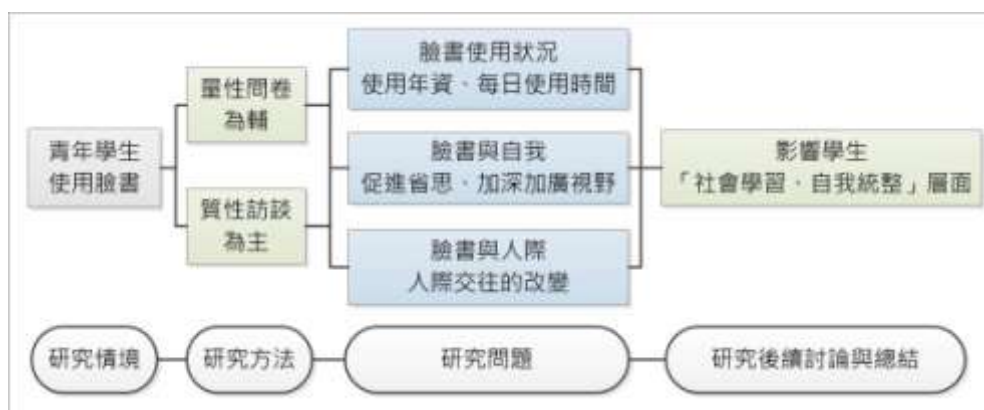 青年學生
使用臉書
量性問卷
為輔
質性訪談
為主
臉書使用狀況
使用年資、每日使用時間
臉書與自我
促進省思、加深加廣視野
臉書與人際
人際交往的改變
影響學生
「社會學習、自我統整」層面
研究情境
研究方法
研究問題
研究後續討論與總結